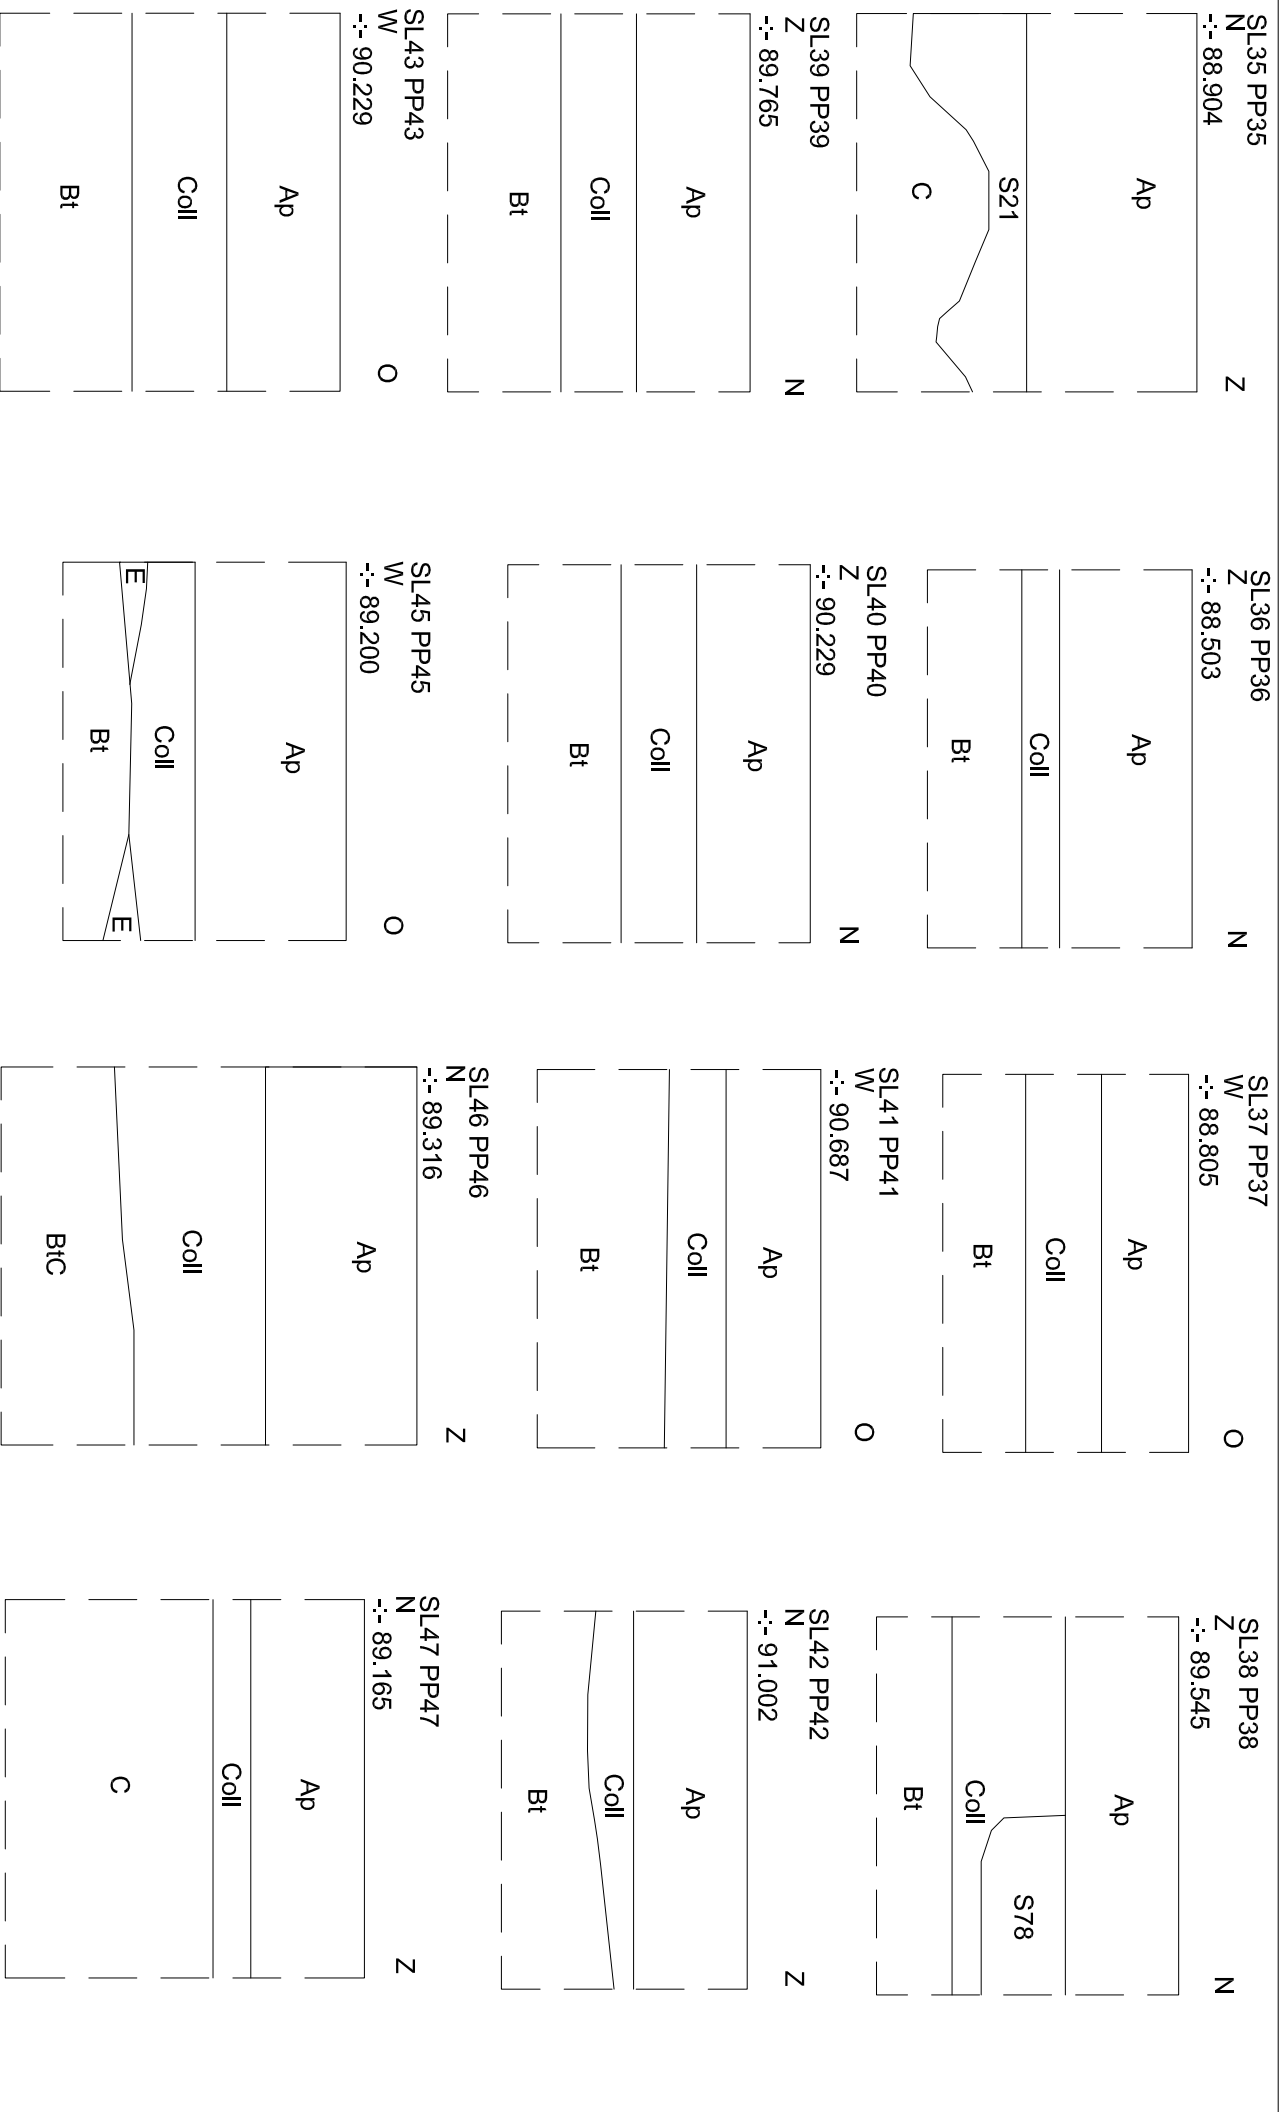 SL35 PP35
N Z
88.904
Ap
S21
C
SL36 PP36
Z N
88.503
Ap
Coll
Bt
SL37 PP37
W O
88.805
Ap
Coll
Bt
SL38 PP38
Z N
89.545
Ap
S78
Coll
Bt
SL39 PP39
Z N
89.765
Ap
Coll
Bt
SL40 PP40
Z N
90.229
Ap
Coll
Bt
SL41 PP41
W O
90.687
Ap
Coll
Bt
SL42 PP42
N Z
91.002
Ap
Coll
Bt
SL43 PP43
W O
90.229
Ap
Coll
Bt
SL45 PP45
W O
89.200
Ap
Coll
E E
Bt
SL46 PP46
N Z
89.316
Ap
Coll
BtC
SL47 PP47
N Z
89.165
Ap
Coll
C